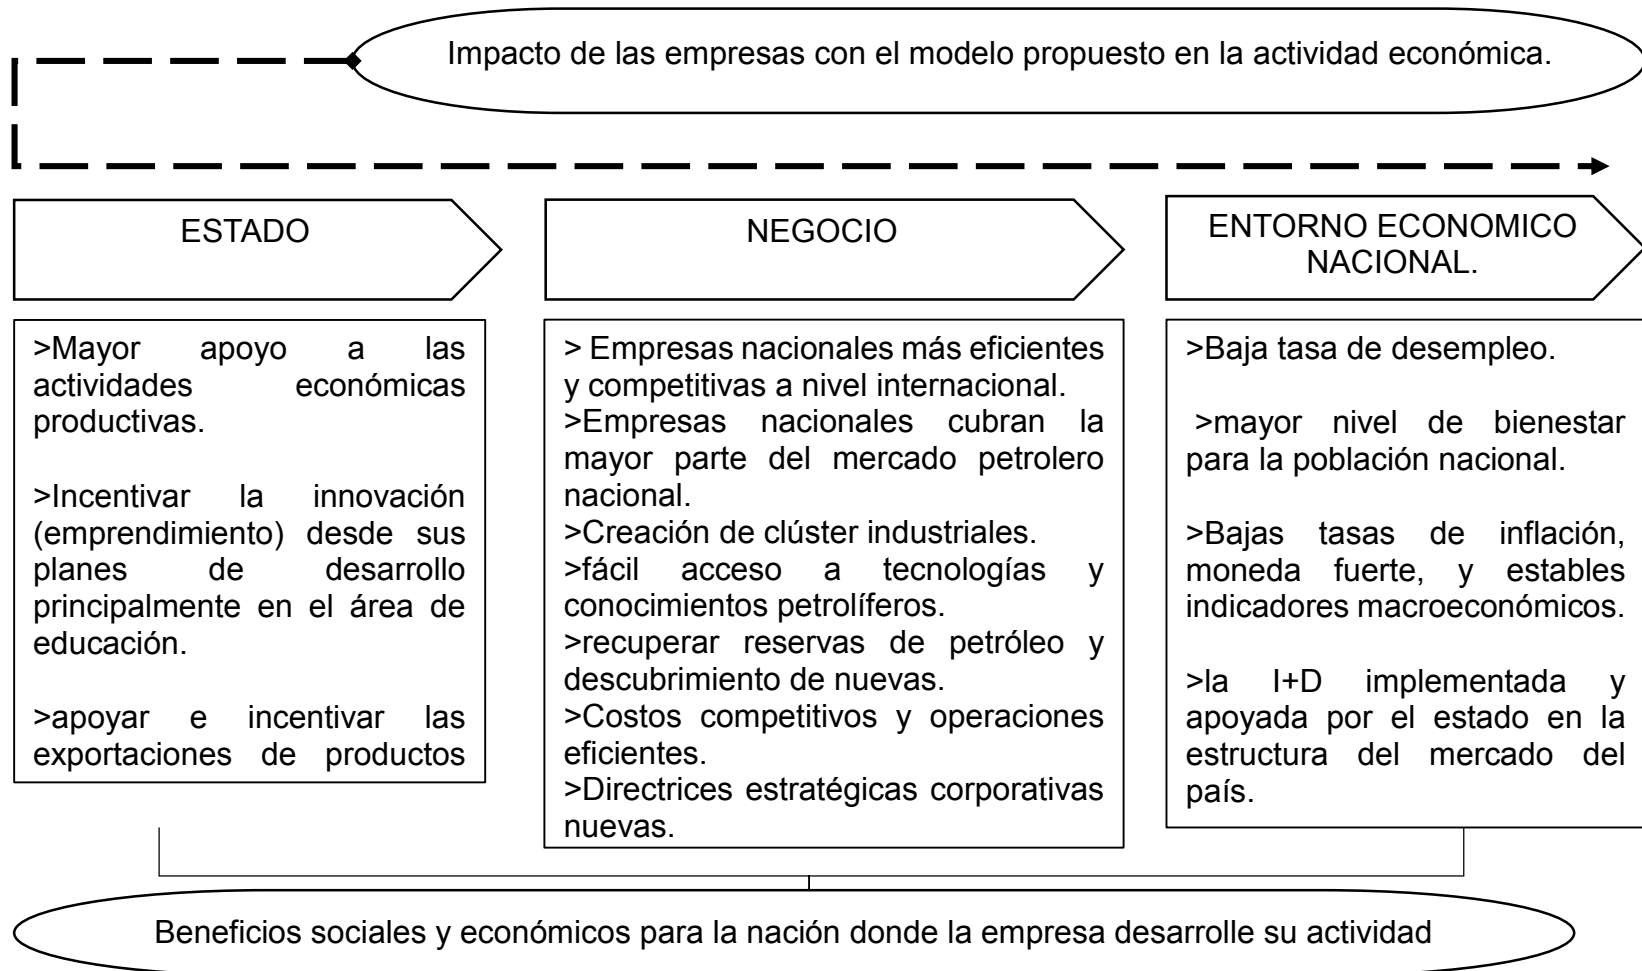 Impacto de las empresas con el modelo propuesto en la actividad económica.
ESTADO
NEGOCIO
ENTORNO ECONOMICO
NACIONAL.
>Mayor apoyo a las
actividades económicas
productivas.
>Incentivar la innovación
(emprendimiento) desde sus
planes de desarrollo
principalmente en el área de
educación.
>apoyar e incentivar las
exportaciones de productos
> Empresas nacionales más eficientes
y competitivas a nivel internacional.
>Empresas nacionales cubran la
mayor parte del mercado petrolero
nacional.
>Creación de clúster industriales.
>fácil acceso a tecnologías y
conocimientos petrolíferos.
>recuperar reservas de petróleo y
descubrimiento de nuevas.
>Costos competitivos y operaciones
eficientes.
>Directrices estratégicas corporativas
nuevas.
>Baja tasa de desempleo.
>mayor nivel de bienestar
para la población nacional.
>Bajas tasas de inflación,
moneda fuerte, y estables
indicadores macroeconómicos.
>la I+D implementada y
apoyada por el estado en la
estructura del mercado del
país.
Beneficios sociales y económicos para la nación donde la empresa desarrolle su actividad